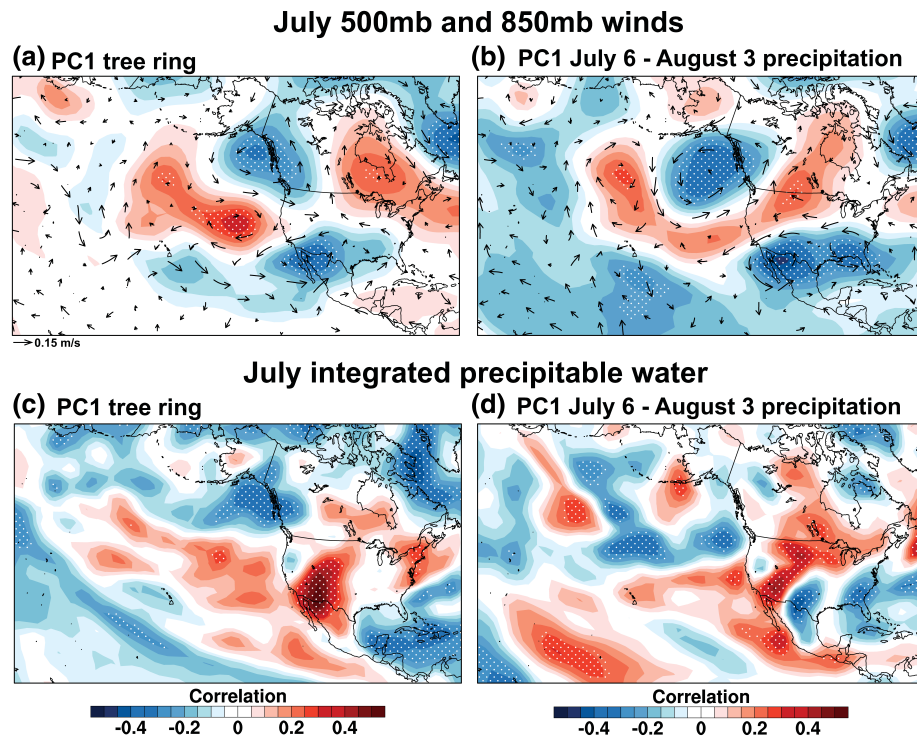 July 500mb and 850mb winds
(a) PC1 tree ring
(b) PC1 July 6 - August 3 precipitation
0.15 m/s
July integrated precipitable water
(c) PC1 tree ring
(d) PC1 July 6 - August 3 precipitation
Correlation
-0.4 -0.2 0 0.2 0.4
Correlation
-0.4 -0.2 0 0.2 0.4